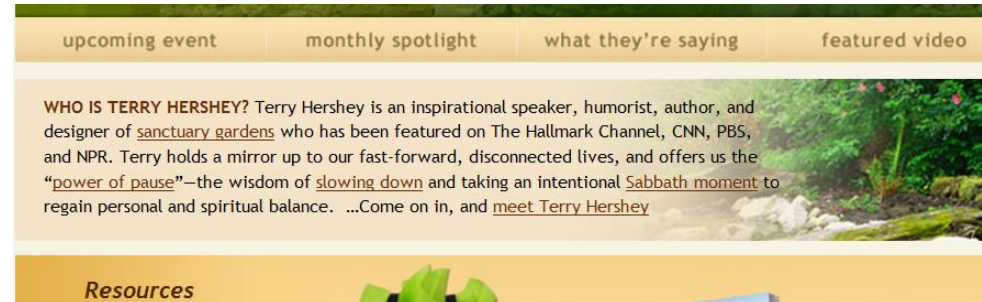 upcoming event monthly spotlight what they're saying featured video
WHO IS TERRY HERSHEY? Terry Hershey is an inspirational speaker, humorist, author, and
designer of sanctuary gardens who has been featured on The Hallmark Channel, CNN, PBS,
and NPR. Terry holds a mirror up to our fast-forward, disconnected lives, and offers us the
“power of pause”—the wisdom of slowing down and taking an intentional Sabbath moment to
regain personal and spiritual balance.  ...Come on in, and meet Terry Hershey
Resources